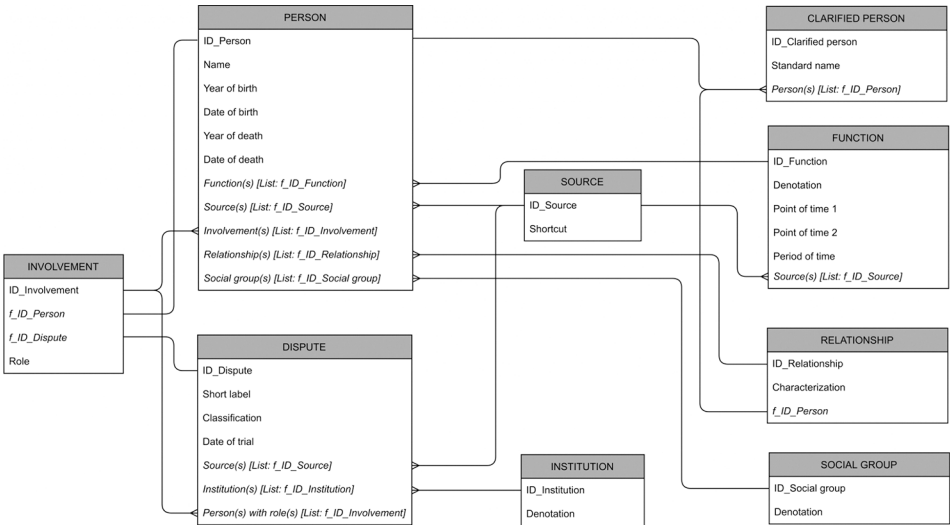 PERSON
ID_Person
Name
Year of birth
Date of birth
Year of death
Date of death
Function(s) [List: f_ID_Function]
Source(s) [List: f_ID_Source]
Involvement(s) [List: f_ID_Involvement]
Relationship(s) [List: f_ID_Relationship]
Social group(s) [List: f_ID_Social group]
CLARIFIED PERSON
ID_Clarified person
Standard name
Person(s) [List: f_ID_Person]
FUNCTION
ID_Function
Denotation
Point of time 1
Point of time 2
Period of time
Source(s) [List: f_ID_Source]
SOURCE
ID_Source
Shortcut
INVOLVEMENT
ID_Involvement
f_ID_Person
f_ID_Dispute
Role
DISPUTE
ID_Dispute
Short label
Classification
Date of trial
Source(s) [List: f_ID_Source]
Institution(s) [List: f_ID_Institution]
Person(s) with role(s) [List: f_ID_Involvement]
RELATIONSHIP
ID_Relationship
Characterization
f_ID_Person
INSTITUTION
ID_Institution
Denotation
SOCIAL GROUP
ID_Social group
Denotation